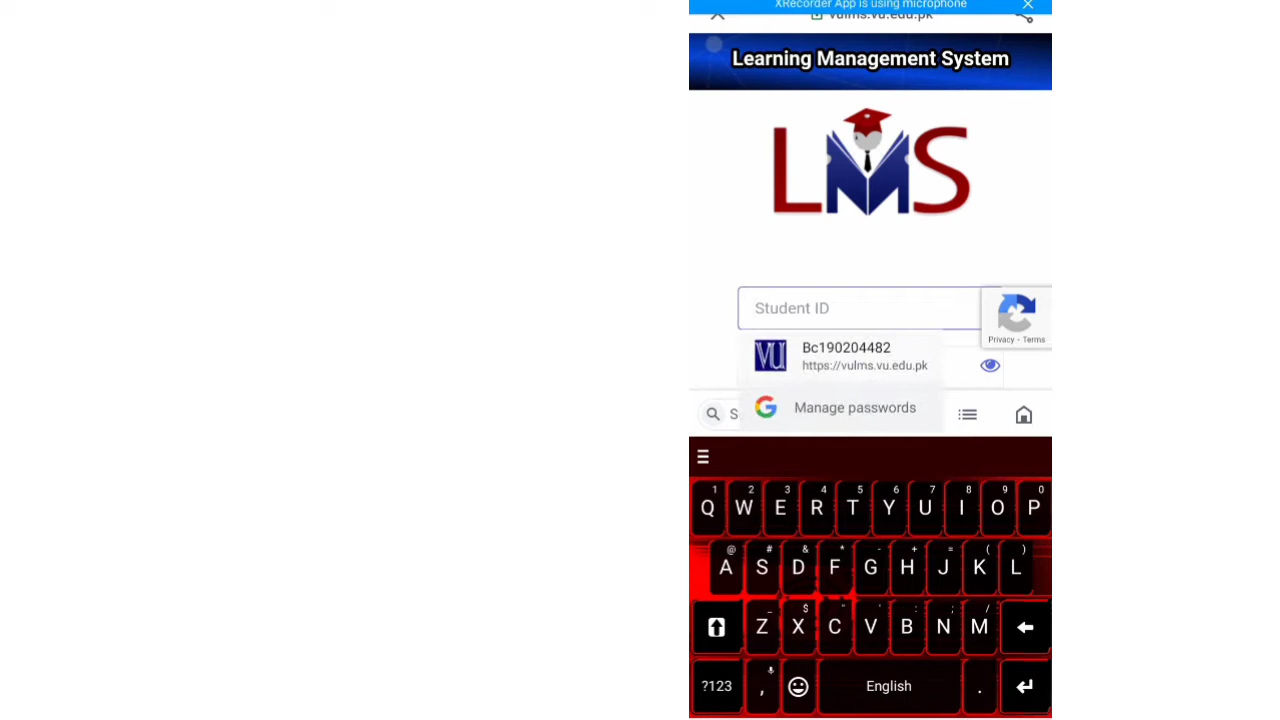 XRecorder App is using microphone
vulms.vu.edu.pk
Learning Management System
LMS
Student ID
Privacy - Terms
VU
Bc190204482
https://vulms.vu.edu.pk
S
Manage passwords
1 2 3 4 5 6 7 8 9 0
Q W E R T Y U I O P
@ # & * - + = ( )
A S D F G H J K L
_ $ " ' : ; /
Z X C V B N M
?123 , English .